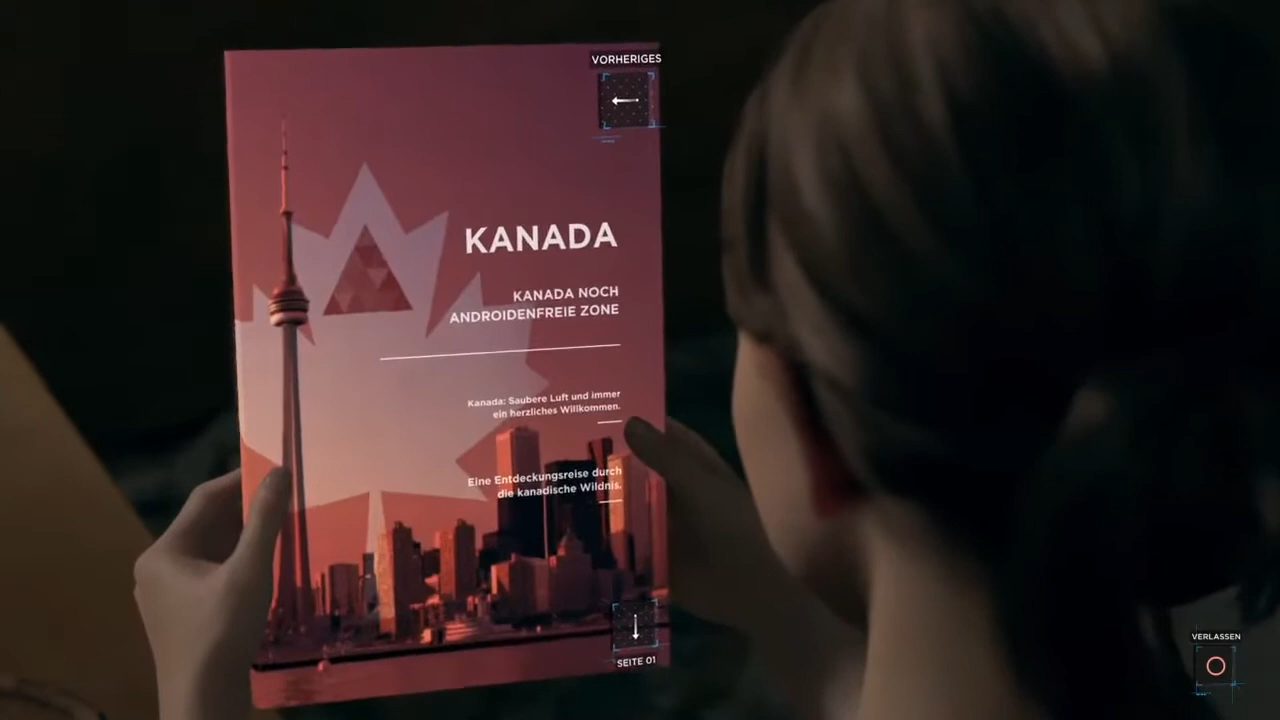 VORHERIGES
KANADA
KANADA NOCH
ANDROIDENFREIE ZONE
Kanada: Saubere Luft und immer
ein herzliches Willkommen.
Eine Entdeckungsreise durch
die kanadische Wildnis.
SEITE 01
VERLASSEN